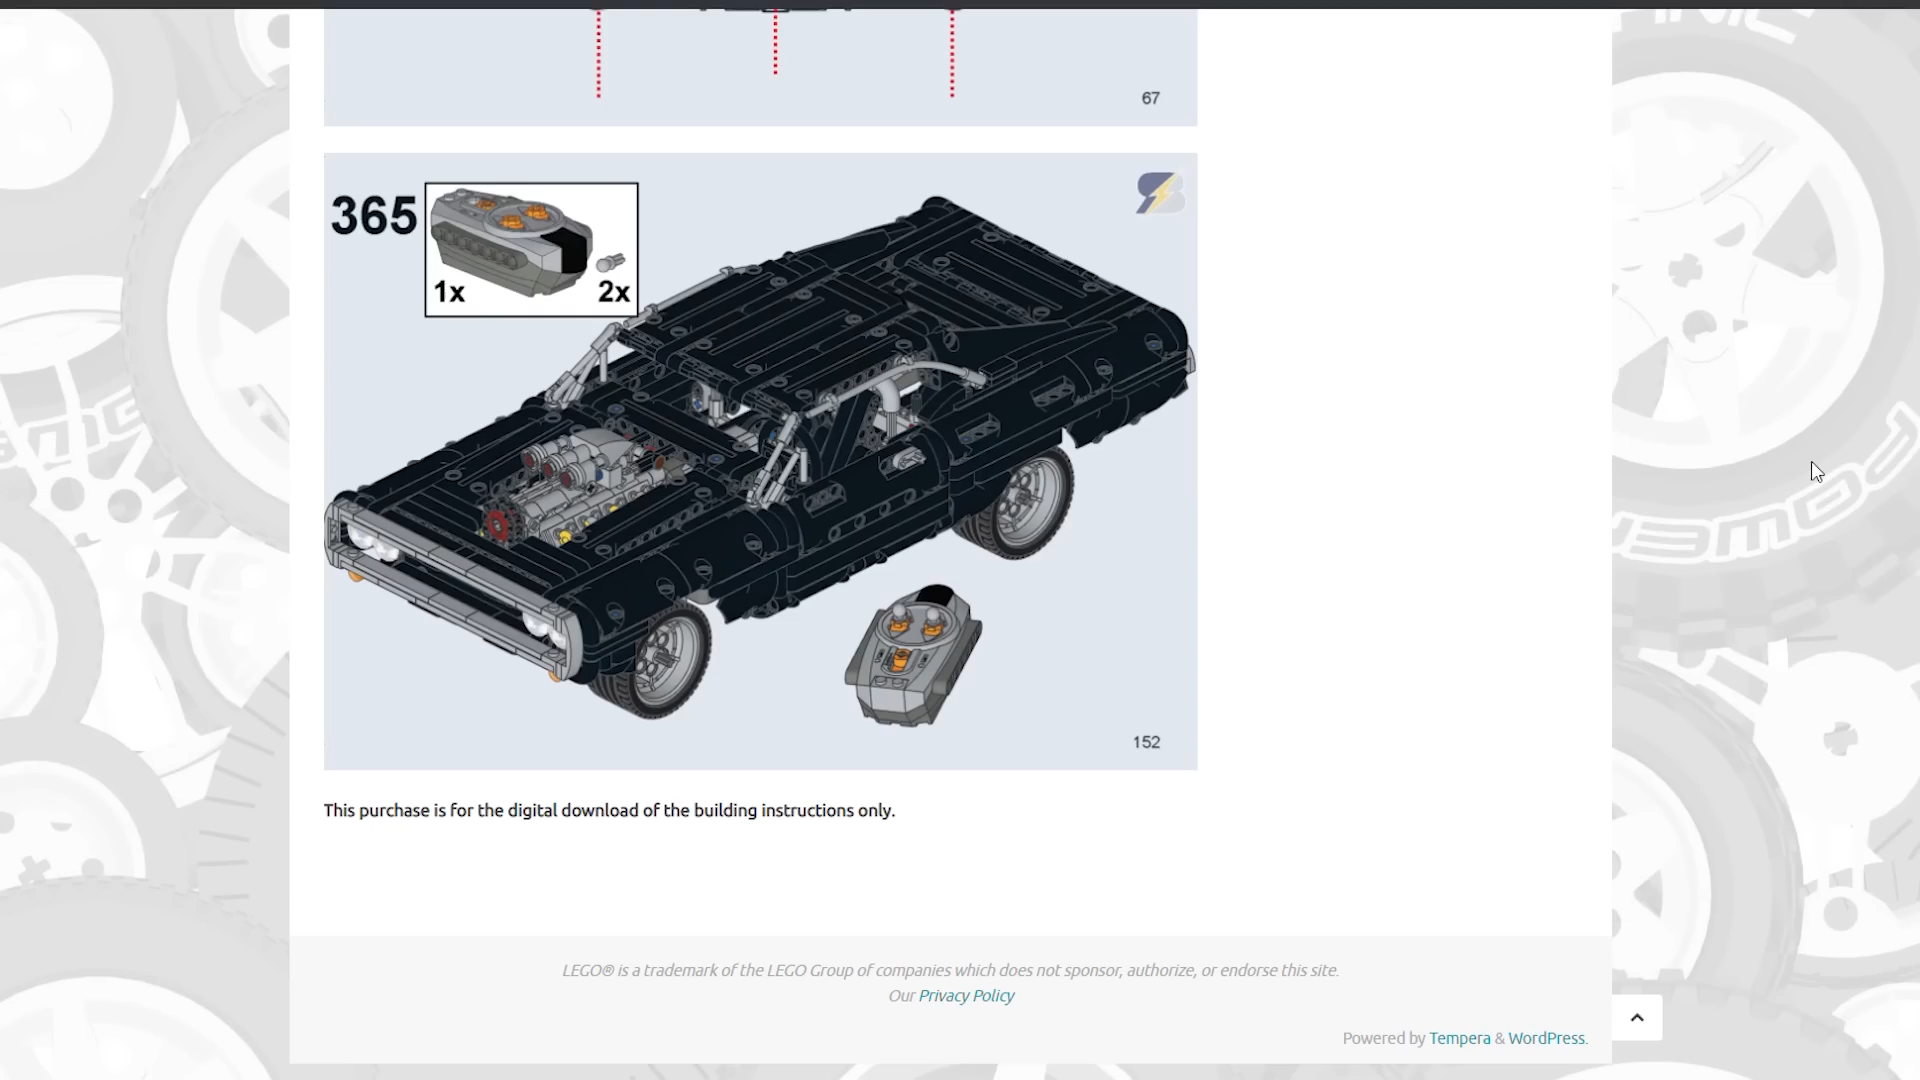 67
365
1x 2x
152
This purchase is for the digital download of the building instructions only.
LEGO® is a trademark of the LEGO Group of companies which does not sponsor, authorize, or endorse this site.
Our Privacy Policy
Powered by Tempera & WordPress.